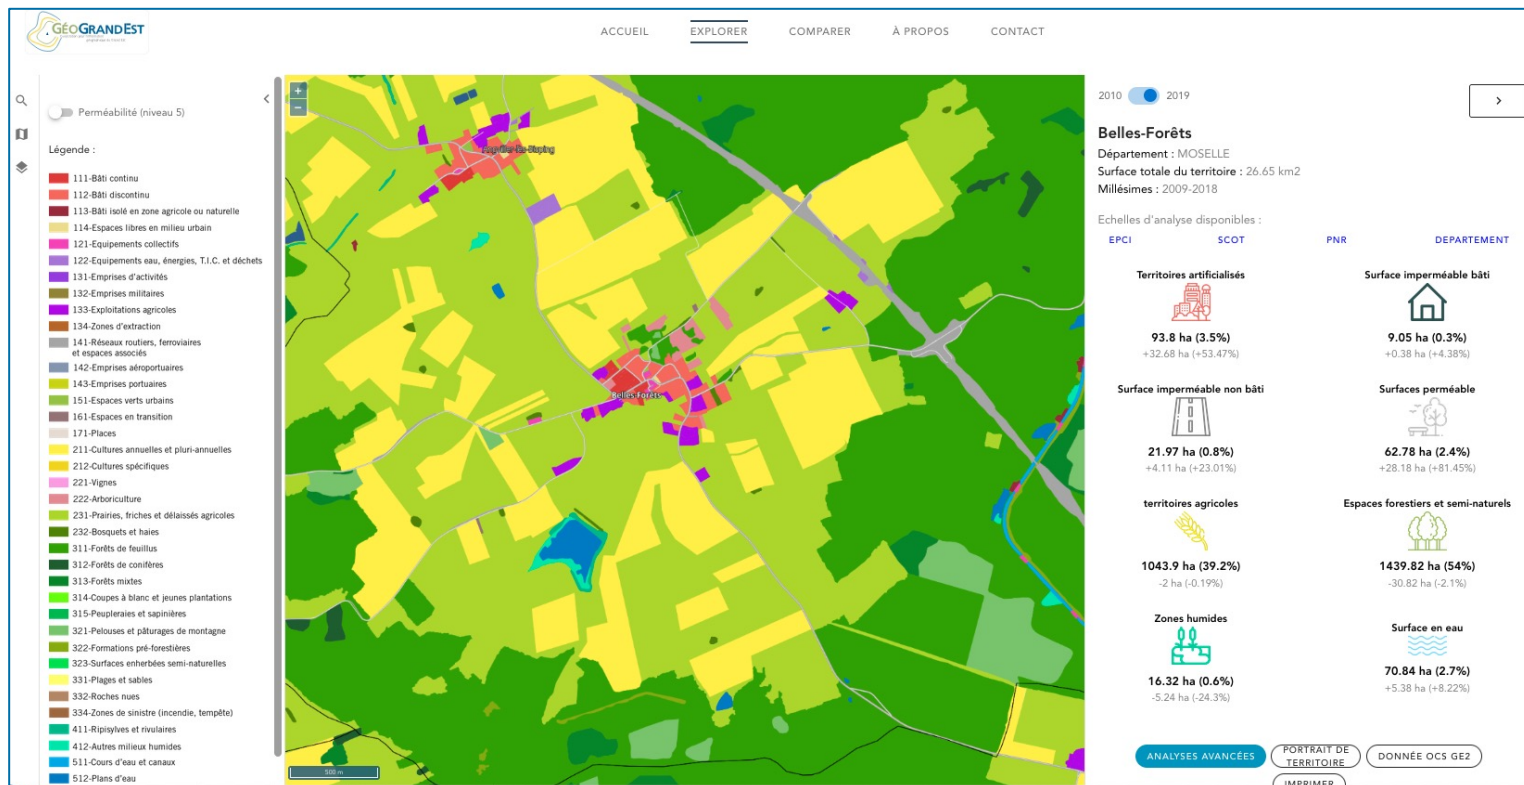 GÉOGRANDEST
ACCUEIL
EXPLORER
COMPARER
À PROPOS
CONTACT
Perméabilité (niveau 5)
Légende :
111-Bâti continu
112-Bâti discontinu
113-Bâti isolé en zone agricole ou naturelle
114-Espaces libres en milieu urbain
121-Equipements collectifs
122-Equipements eau, énergies, T.I.C. et déchets
131-Emprises d'activités
132-Emprises militaires
133-Exploitations agricoles
134-Zones d'extraction
141-Réseaux routiers, ferroviaires
et espaces associés
142-Emprises aéroportuaires
143-Emprises portuaires
151-Espaces verts urbains
161-Espaces en transition
171-Places
211-Cultures annuelles et pluri-annuelles
212-Cultures spécifiques
221-Vignes
222-Arboriculture
231-Prairies, friches et délaissés agricoles
232-Bosquets et haies
311-Forêts de feuillus
312-Forêts de conifères
313-Forêts mixtes
314-Coupes à blanc et jeunes plantations
315-Peupleraies et sapinières
321-Pelouses et pâturages de montagne
322-Formations pré-forestières
323-Surfaces enherbées semi-naturelles
331-Plages et sables
332-Roches nues
334-Zones de sinistre (incendie, tempête)
411-Ripisylves et rivulaires
412-Autres milieux humides
511-Cours d'eau et canaux
512-Plans d'eau
+
−
Belles-Forêts
500 m
2010 2019
Belles-Forêts
Département : MOSELLE
Surface totale du territoire : 26.65 km2
Millésimes : 2009-2018
Echelles d'analyse disponibles :
EPCI SCOT PNR DEPARTEMENT
Territoires artificialisés
93.8 ha (3.5%)
+32.68 ha (+53.47%)
Surface imperméable bâti
9.05 ha (0.3%)
+0.38 ha (+4.38%)
Surface imperméable non bâti
21.97 ha (0.8%)
+4.11 ha (+23.01%)
Surfaces perméable
62.78 ha (2.4%)
+28.18 ha (+81.45%)
territoires agricoles
1043.9 ha (39.2%)
-2 ha (-0.19%)
Espaces forestiers et semi-naturels
1439.82 ha (54%)
-30.82 ha (-2.1%)
Zones humides
16.32 ha (0.6%)
-5.24 ha (-24.3%)
Surface en eau
70.84 ha (2.7%)
+5.38 ha (+8.22%)
ANALYSES AVANCÉES
PORTRAIT DE
TERRITOIRE
DONNÉE OCS GE2
IMPRIMER